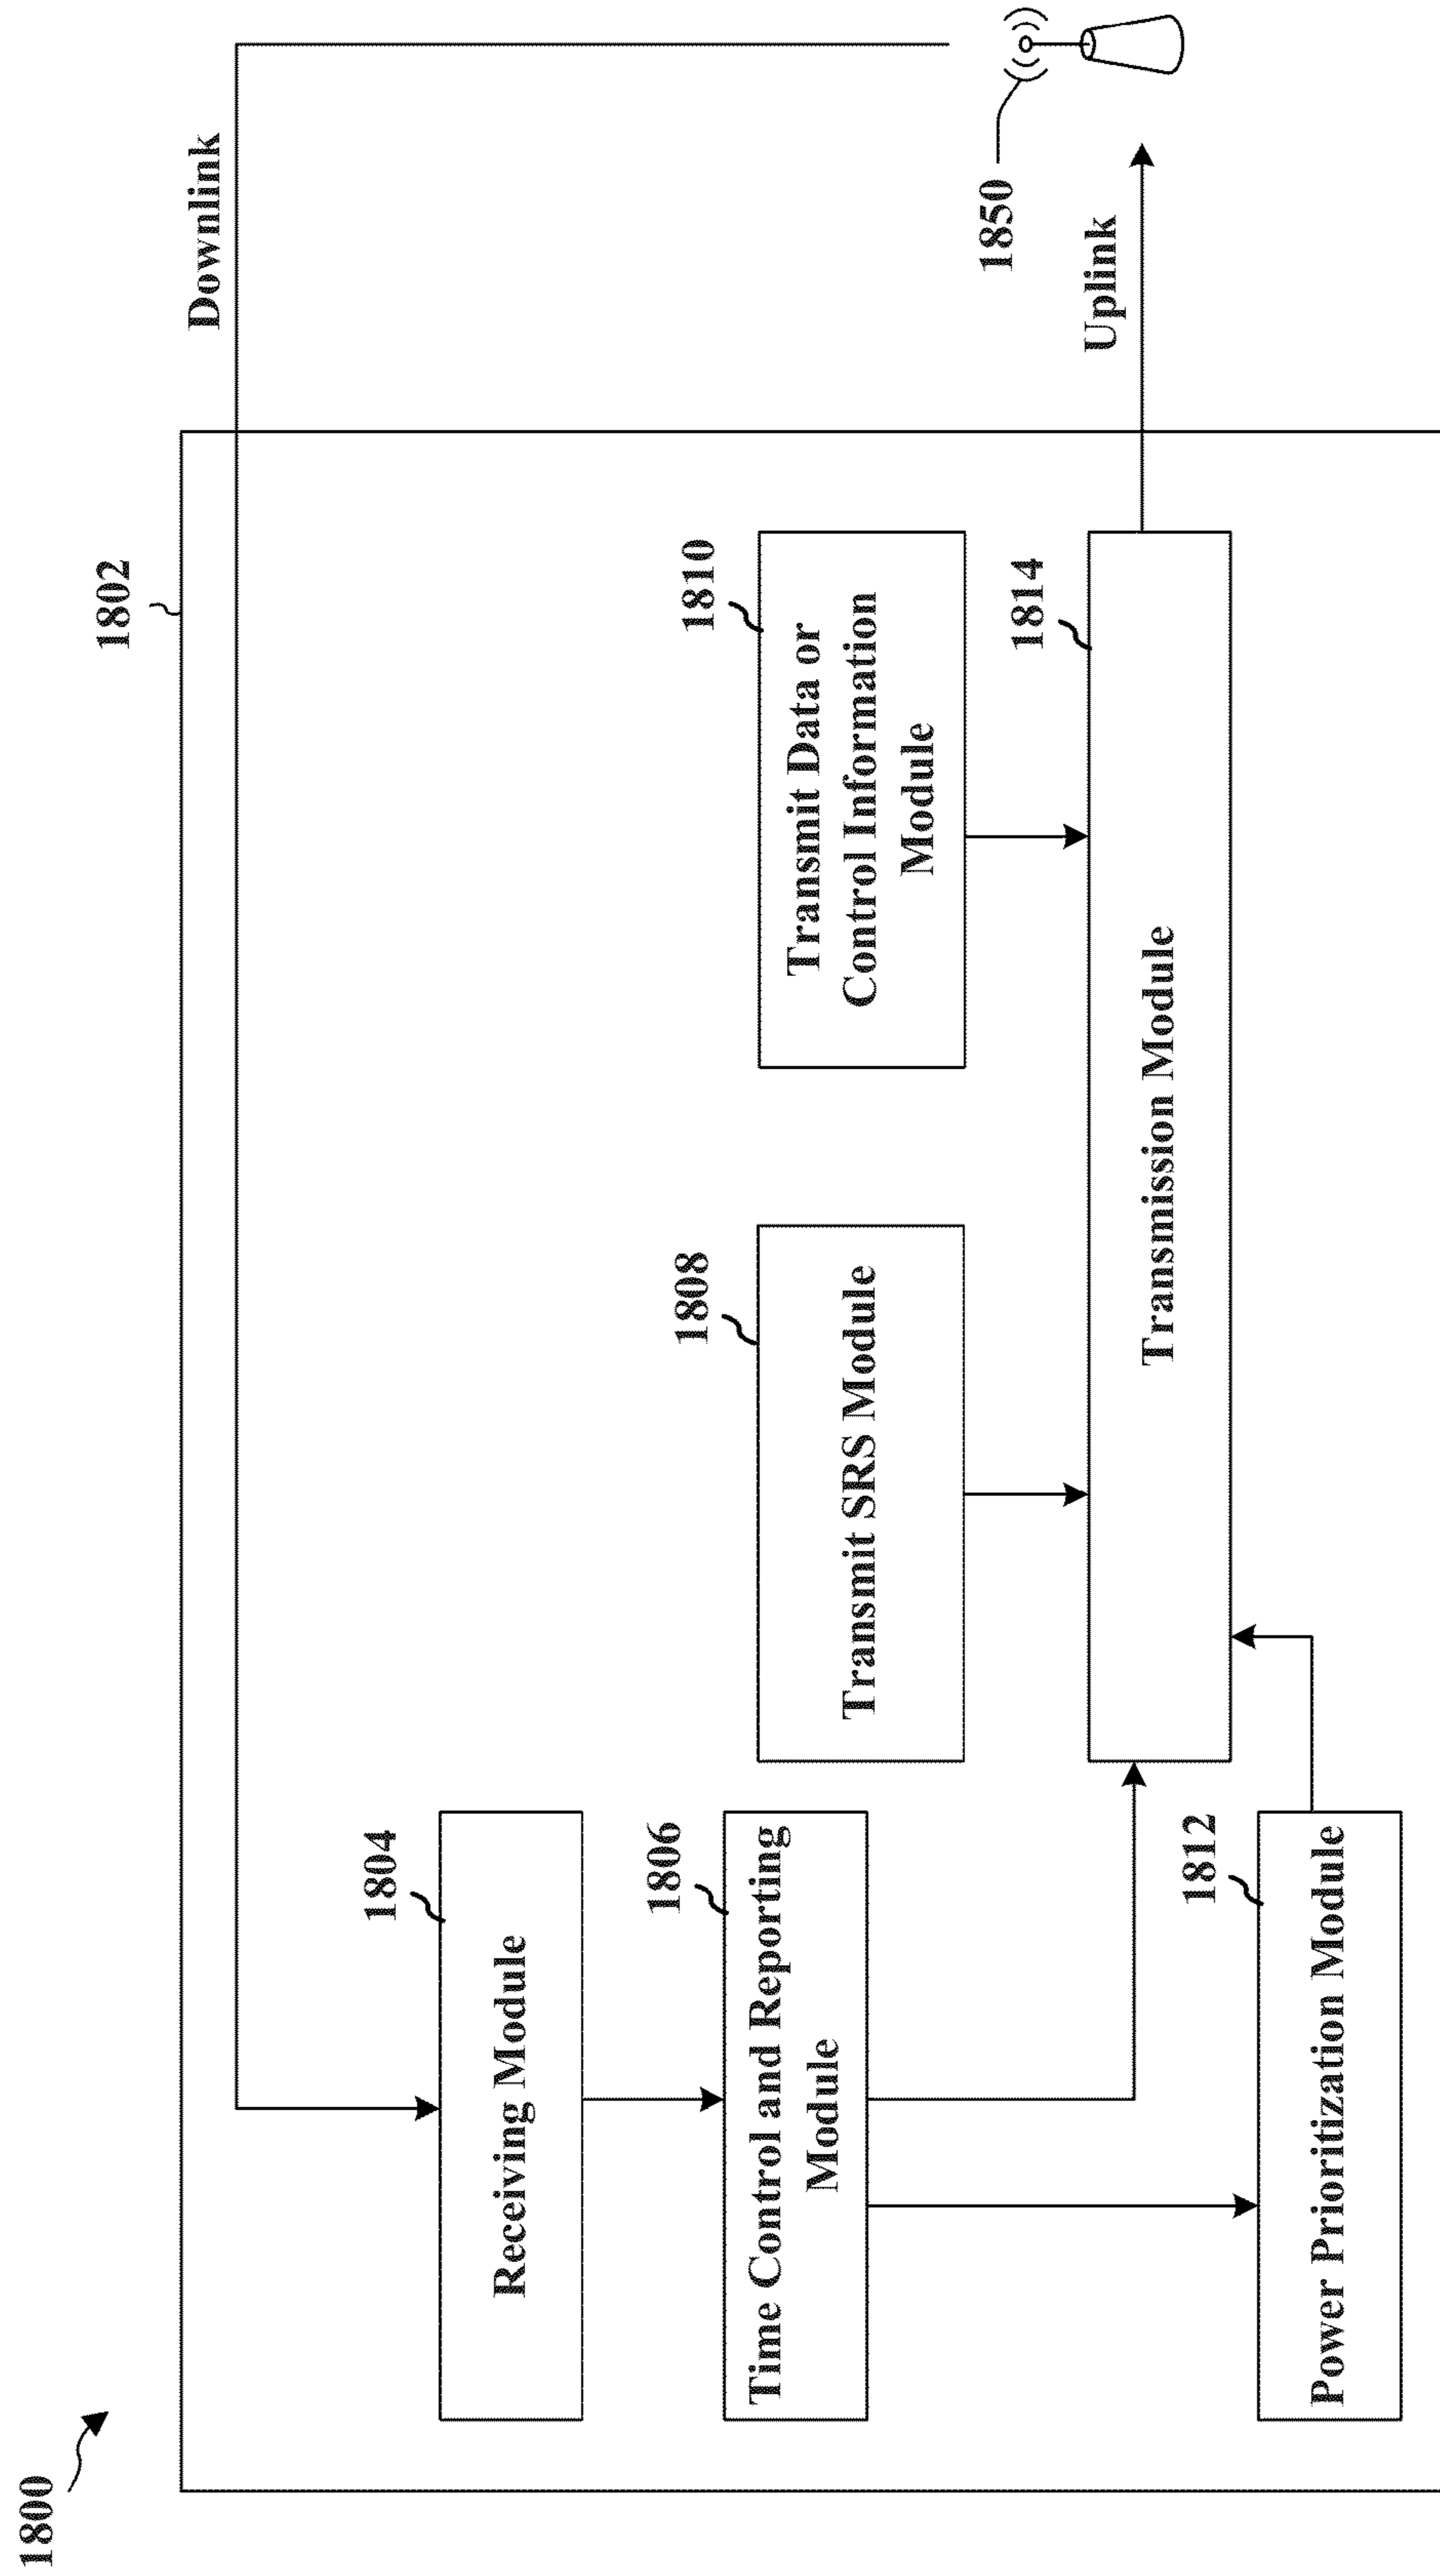 1800
1802
Downlink
1804
Receiving Module
1806
Time Control and Reporting
Module
1808
Transmit SRS Module
1810
Transmit Data or
Control Information
Module
1850
Uplink
1814
Transmission Module
1812
Power Prioritization Module